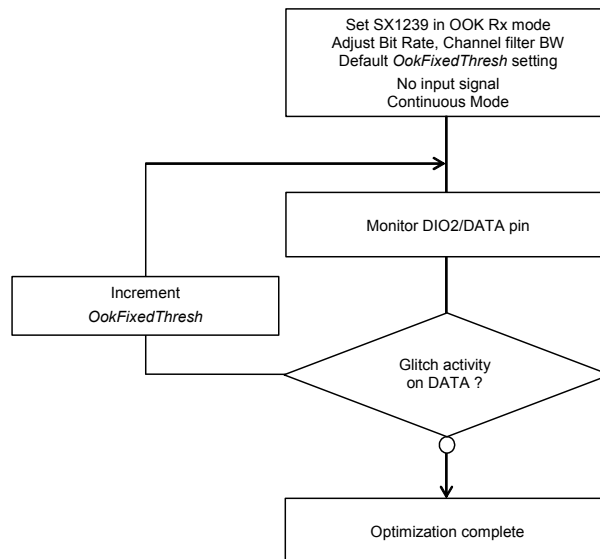 Set SX1239 in OOK Rx mode
Adjust Bit Rate, Channel filter BW
Default OokFixedThresh setting
No input signal
Continuous Mode
Monitor DIO2/DATA pin
Increment
OokFixedThresh
Glitch activity
on DATA ?
Optimization complete